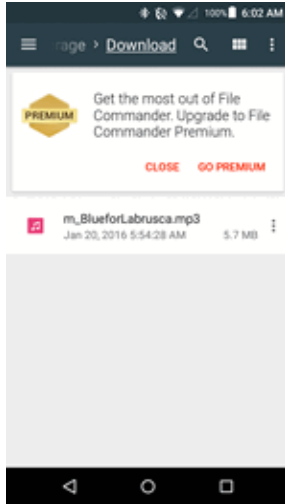 100% 6:02 AM
rage > Download
PREMIUM
Get the most out of File
Commander. Upgrade to File
Commander Premium.
CLOSE GO PREMIUM
m_BlueforLabrusca.mp3
Jan 20, 2016 5:54:28 AM 5.7 MB